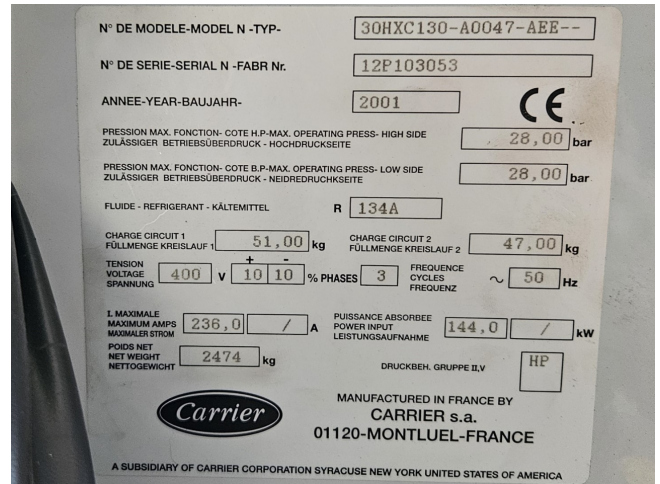 N° DE MODELE-MODEL N -TYP- 30HXC130-A0047-AEE--
N° DE SERIE-SERIAL N -FABR Nr. 12P103053
ANNEE-YEAR-BAUJAHR- 2001 CE
PRESSION MAX. FONCTION- COTE H.P-MAX. OPERATING PRESS- HIGH SIDE
ZULÄSSIGER BETRIEBSÜBERDRUCK - HOCHDRUCKSEITE 28,00 bar
PRESSION MAX. FONCTION- COTE B.P-MAX. OPERATING PRESS- LOW SIDE
ZULÄSSIGER BETRIEBSÜBERDRUCK - NEIDREDRUCHKSEITE 28,00 bar
FLUIDE - REFRIGERANT - KÄLTEMITTEL R 134A
CHARGE CIRCUIT 1
FÜLLMENGE KREISLAUF 1 51,00 kg
CHARGE CIRCUIT 2
FÜLLMENGE KREISLAUF 2 47,00 kg
TENSION
VOLTAGE
SPANNUNG 400 V + 10 - 10 % PHASES 3
FREQUENCE
CYCLES
FREQUENZ ~ 50 Hz
I. MAXIMALE
MAXIMUM AMPS
MAXIMALER STROM 236,0 / A
PUISSANCE ABSORBEE
POWER INPUT
LEISTUNGSAUFNAHME 144,0 / kW
POIDS NET
NET WEIGHT
NETTOGEWICHT 2474 kg
DRUCKBEH. GRUPPE II,V HP
Carrier
MANUFACTURED IN FRANCE BY
CARRIER s.a.
01120-MONTLUEL-FRANCE
A SUBSIDIARY OF CARRIER CORPORATION SYRACUSE NEW YORK UNITED STATES OF AMERICA